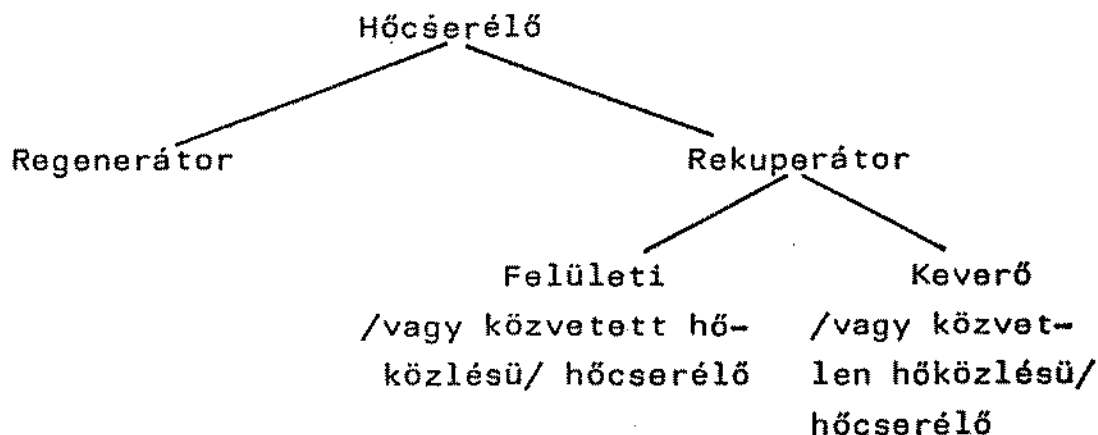 Hőcserélő
Regenerátor
Rekuperátor
Felületi
/vagy közvetett hő-
közlésü/ hőcserélő
Keverő
/vagy közvet-
len hőközlésü/
hőcserélő